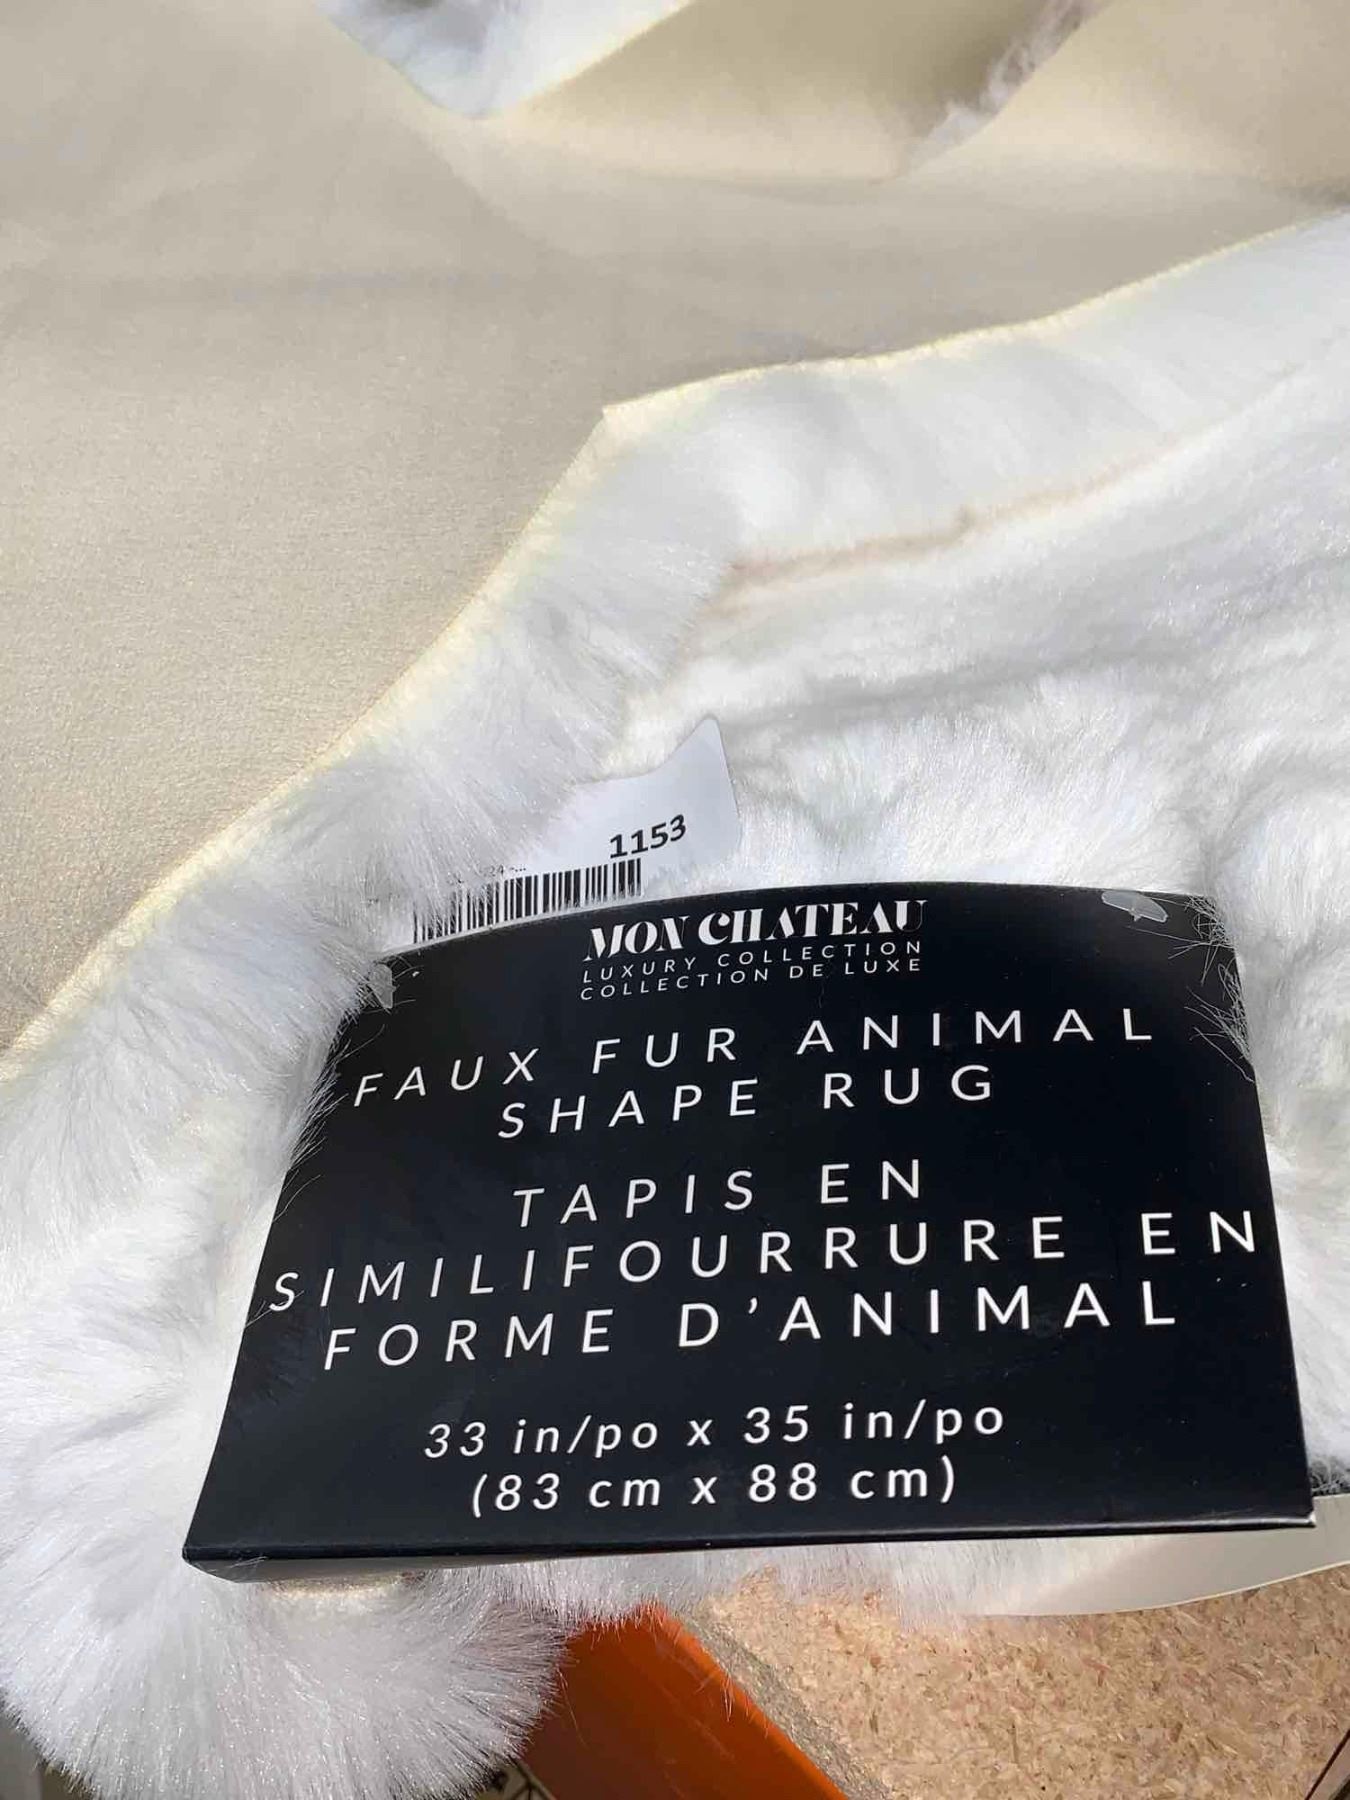 1153
MON CHATEAU
LUXURY COLLECTION
COLLECTION DE LUXE
FAUX FUR ANIMAL
SHAPE RUG
TAPIS EN
SIMILIFOURRURE EN
FORME D'ANIMAL
33 in/po x 35 in/po
(83 cm x 88 cm)